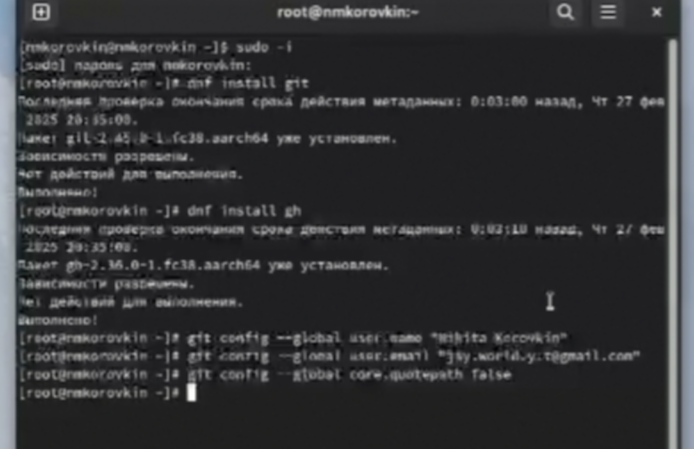 root@nmkorovkin:~
[nmkorovkin@nmkorovkin ~]$ sudo -i
[sudo] пароль для nmkorovkin:
[root@nmkorovkin ~]# dnf install git
Последняя проверка окончания срока действия метаданных: 0:03:00 назад, Чт 27 фев
2025 20:35:08.
Пакет git-2.45. -1.fc38.aarch64 уже установлен.
Зависимости разрешены.
Нет действий для выполнения.
Выполнено!
[root@nmkorovkin ~]# dnf install gh
Последняя проверка окончания срока действия метаданных: 0:03:10 назад, Чт 27 фев
2025 20:35:08.
Пакет gh-2.36.0-1.fc38.aarch64 уже установлен.
Зависимости разрешены.
Нет действий для выполнения.
Выполнено!
[root@nmkorovkin ~]# git config --global user.name "Nikita Korovkin"
[root@nmkorovkin ~]# git config --global user.email "jsy.world.y.t@gmail.com"
[root@nmkorovkin ~]# git config --global core.quotepath false
[root@nmkorovkin ~]#